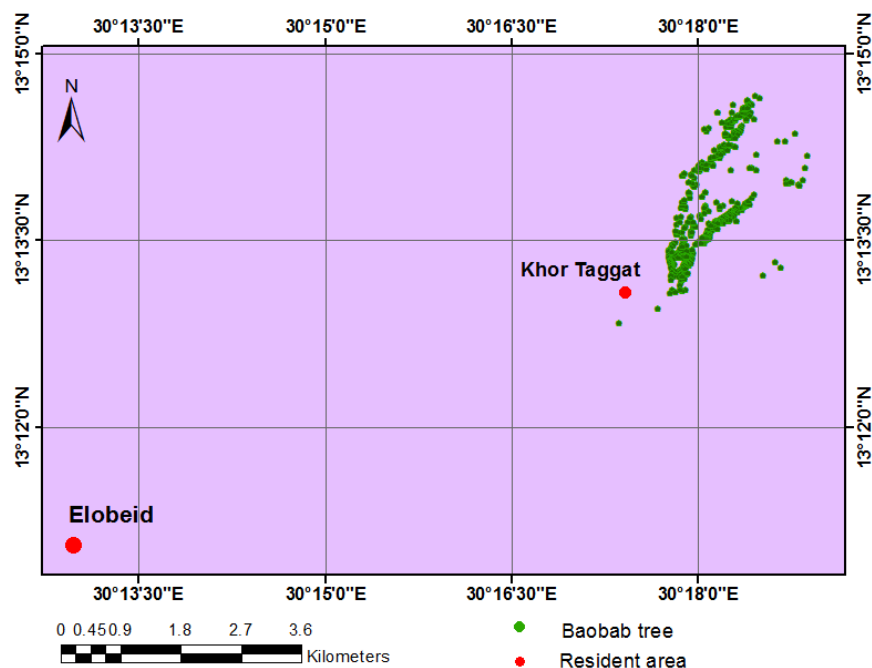 30°13'30"E 30°15'0"E 30°16'30"E 30°18'0"E
13°15'0"N 13°15'0"N
N
13°13'30"N 13°13'30"N
Khor Taggat
13°12'0"N 13°12'0"N
Elobeid
30°13'30"E 30°15'0"E 30°16'30"E 30°18'0"E
0 0.45 0.9 1.8 2.7 3.6
Kilometers
Baobab tree
Resident area